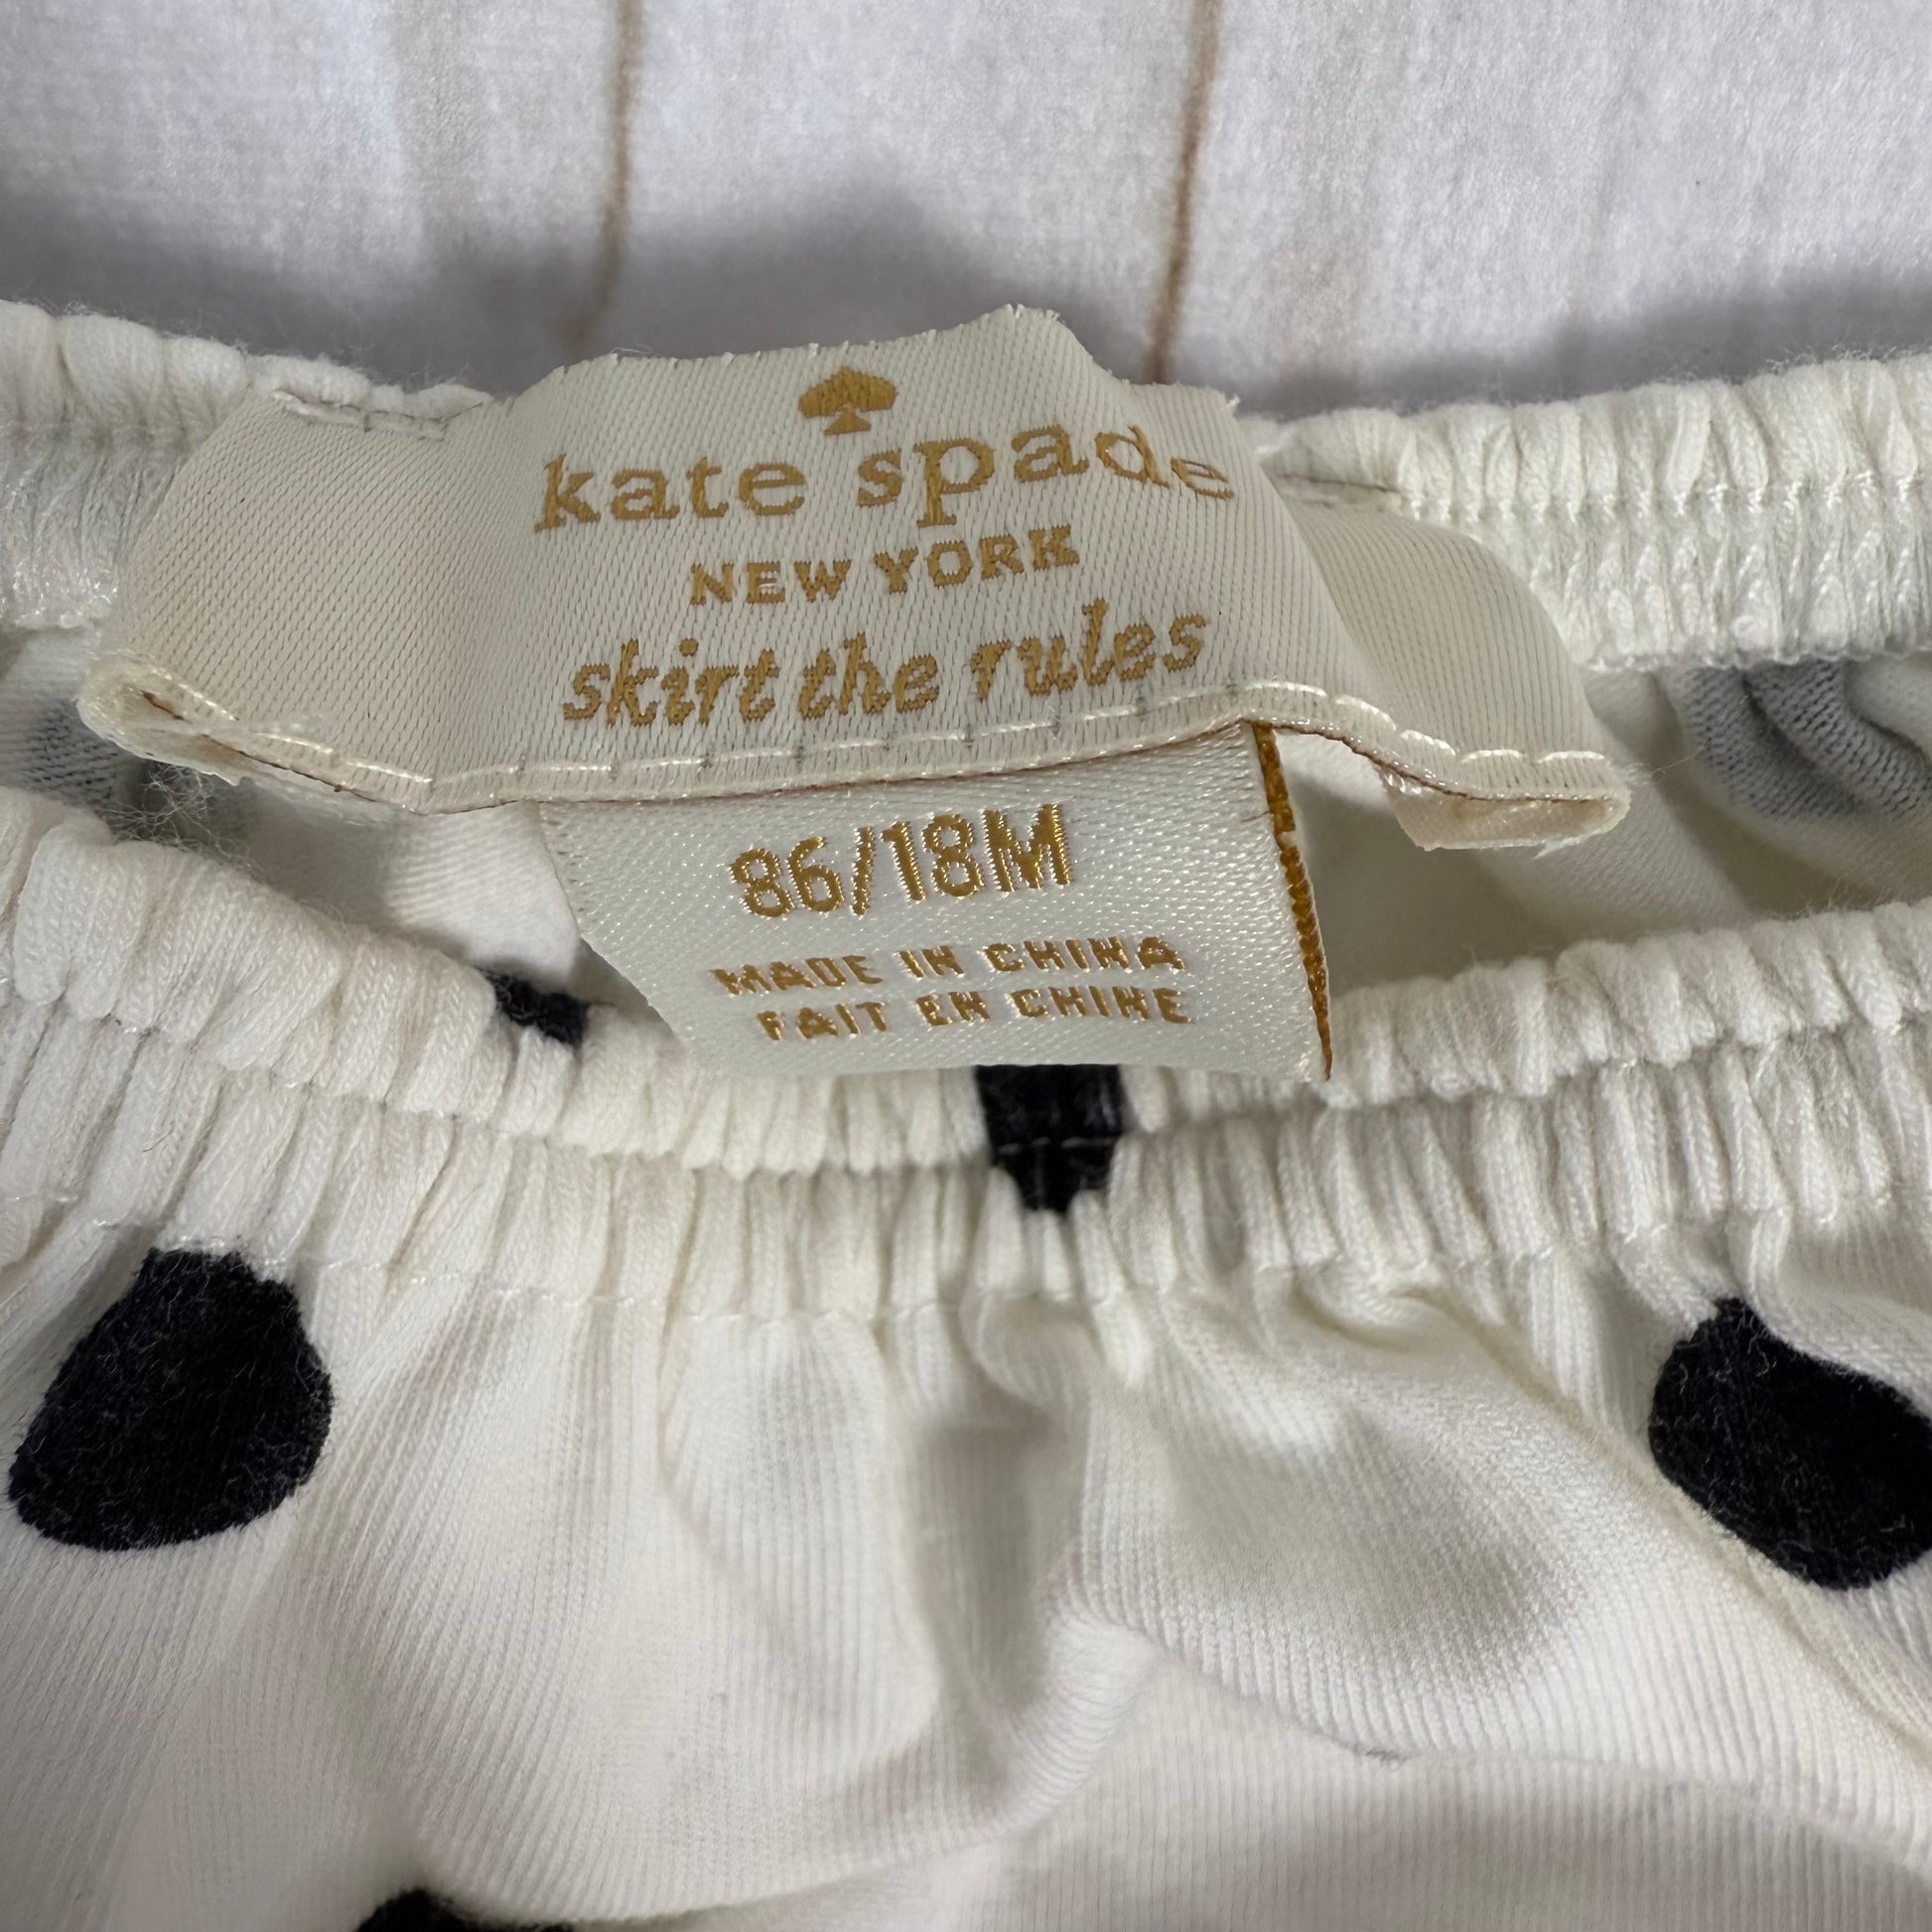 kate spade
NEW YORK
skirt the rules
86/18M
MADE IN CHINA
FAIT EN CHINE